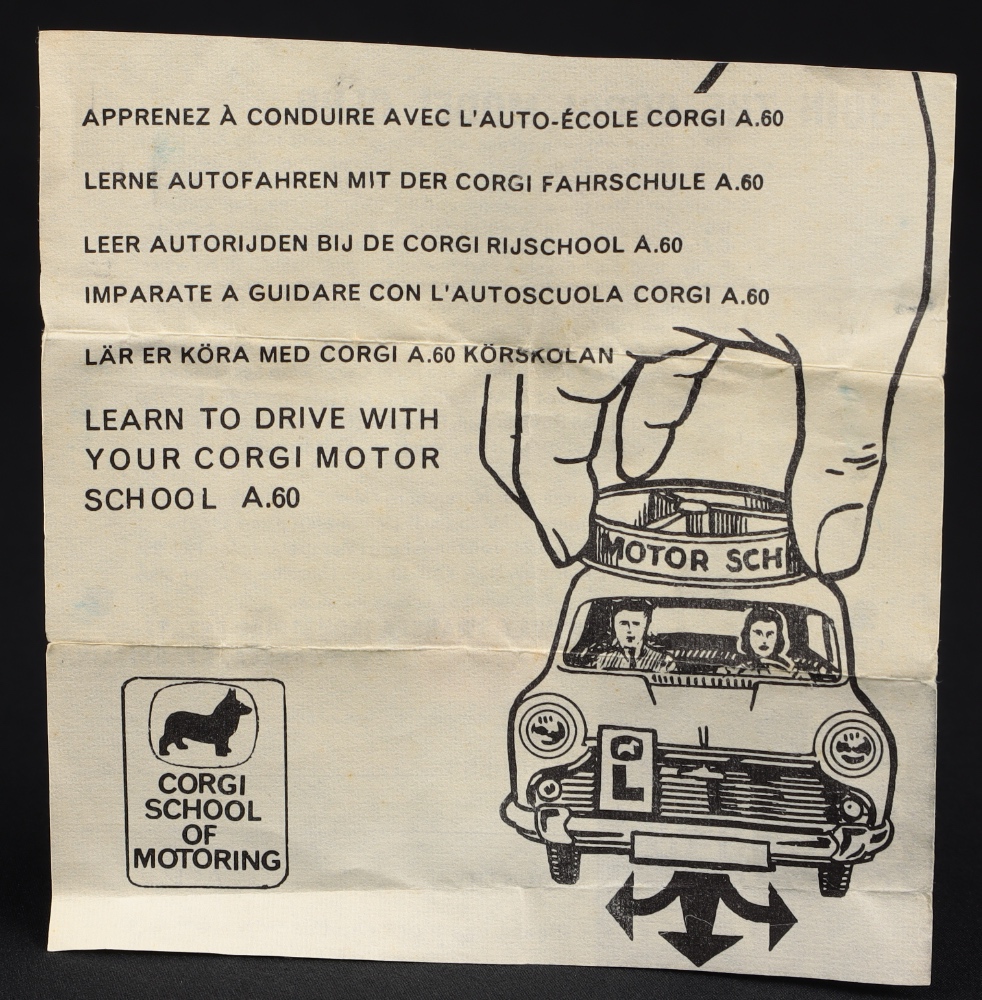 APPRENEZ À CONDUIRE AVEC L'AUTO-ÉCOLE CORGI A.60
LERNE AUTOFAHREN MIT DER CORGI FAHRSCHULE A.60
LEER AUTORIJDEN BIJ DE CORGI RIJSCHOOL A.60
IMPARATE A GUIDARE CON L'AUTOSCUOLA CORGI A.60
LÄR ER KÖRA MED CORGI A.60 KÖRSKOLAN
LEARN TO DRIVE WITH
YOUR CORGI MOTOR
SCHOOL A.60
MOTOR SCH
L
CORGI
SCHOOL
OF
MOTORING